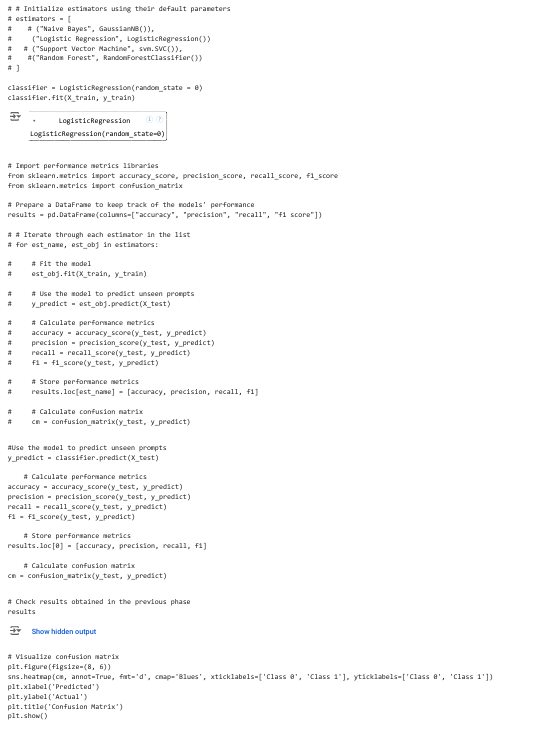 # # Initialize estimators using their default parameters
# estimators = [
#    # ("Naive Bayes", GaussianNB()),
#     ("Logistic Regression", LogisticRegression())
#   # ("Support Vector Machine", svm.SVC()),
#    #("Random Forest", RandomForestClassifier())
# ]
classifier = LogisticRegression(random_state = 0)
classifier.fit(X_train, y_train)
LogisticRegression
LogisticRegression(random_state=0)
# Import performance metrics libraries
from sklearn.metrics import accuracy_score, precision_score, recall_score, f1_score
from sklearn.metrics import confusion_matrix
# Prepare a DataFrame to keep track of the models' performance
results = pd.DataFrame(columns=["accuracy", "precision", "recall", "f1 score"])
# # Iterate through each estimator in the list
# for est_name, est_obj in estimators:
#     # Fit the model
#     est_obj.fit(X_train, y_train)
#     # Use the model to predict unseen prompts
#     y_predict = est_obj.predict(X_test)
#     # Calculate performance metrics
#     accuracy = accuracy_score(y_test, y_predict)
#     precision = precision_score(y_test, y_predict)
#     recall = recall_score(y_test, y_predict)
#     f1 = f1_score(y_test, y_predict)
#     # Store performance metrics
#     results.loc[est_name] = [accuracy, precision, recall, f1]
#     # Calculate confusion matrix
#     cm = confusion_matrix(y_test, y_predict)
#Use the model to predict unseen prompts
y_predict = classifier.predict(X_test)
    # Calculate performance metrics
accuracy = accuracy_score(y_test, y_predict)
precision = precision_score(y_test, y_predict)
recall = recall_score(y_test, y_predict)
f1 = f1_score(y_test, y_predict)
    # Store performance metrics
results.loc[0] = [accuracy, precision, recall, f1]
    # Calculate confusion matrix
cm = confusion_matrix(y_test, y_predict)
# Check results obtained in the previous phase
results
Show hidden output
# Visualize confusion matrix
plt.figure(figsize=(8, 6))
sns.heatmap(cm, annot=True, fmt='d', cmap='Blues', xticklabels=['Class 0', 'Class 1'], yticklabels=['Class 0', 'Class 1'])
plt.xlabel('Predicted')
plt.ylabel('Actual')
plt.title('Confusion Matrix')
plt.show()